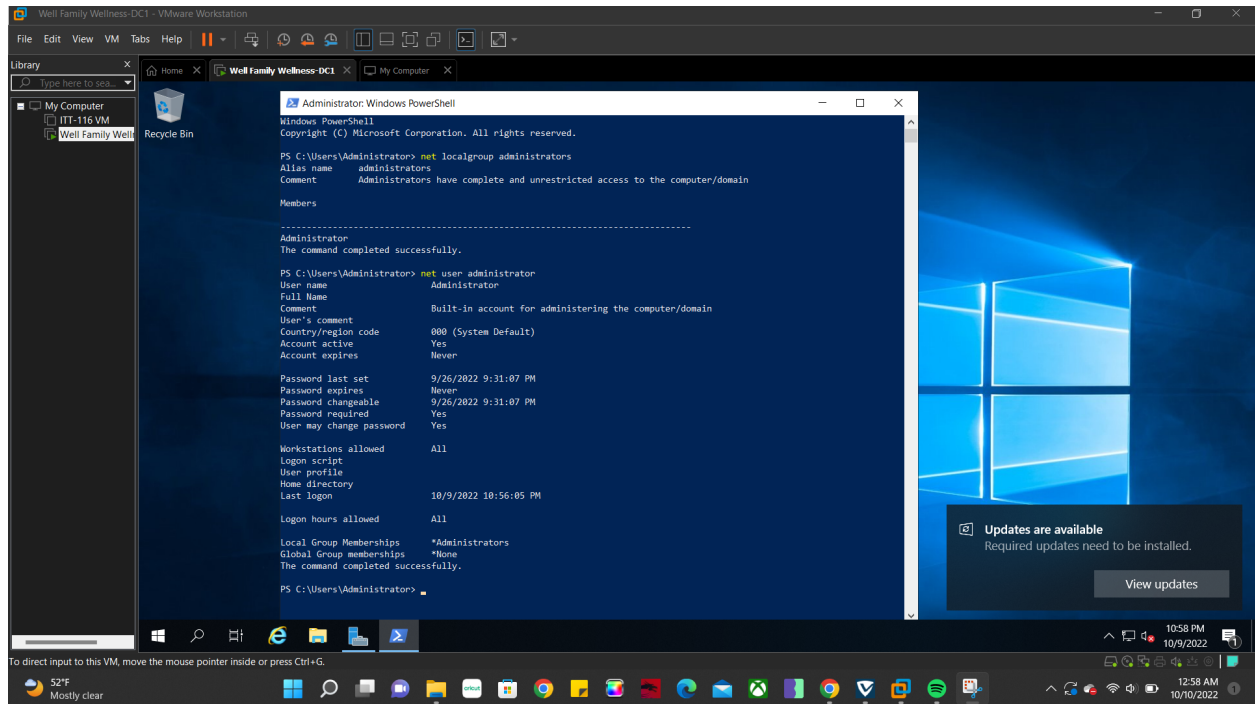 Well Family Wellness-DC1 - VMware Workstation
File Edit View VM Tabs Help
Library
Home
Well Family Wellness-DC1
My Computer
Type here to sea...
My Computer
ITT-116 VM
Well Family Welln
Recycle Bin
Administrator: Windows PowerShell
Windows PowerShell
Copyright (C) Microsoft Corporation. All rights reserved.
PS C:\Users\Administrator> net localgroup administrators
Alias name     administrators
Comment        Administrators have complete and unrestricted access to the computer/domain
Members
-------------------------------------------------------------------------------
Administrator
The command completed successfully.
PS C:\Users\Administrator> net user administrator
User name                    Administrator
Full Name
Comment                      Built-in account for administering the computer/domain
User's comment
Country/region code          000 (System Default)
Account active               Yes
Account expires              Never
Password last set            9/26/2022 9:31:07 PM
Password expires             Never
Password changeable          9/26/2022 9:31:07 PM
Password required            Yes
User may change password     Yes
Workstations allowed         All
Logon script
User profile
Home directory
Last logon                   10/9/2022 10:56:05 PM
Logon hours allowed          All
Local Group Memberships      *Administrators
Global Group memberships     *None
The command completed successfully.
PS C:\Users\Administrator>
Updates are available
Required updates need to be installed.
View updates
10:58 PM
10/9/2022
1
To direct input to this VM, move the mouse pointer inside or press Ctrl+G.
52°F
Mostly clear
cricut
12:58 AM
10/10/2022
1